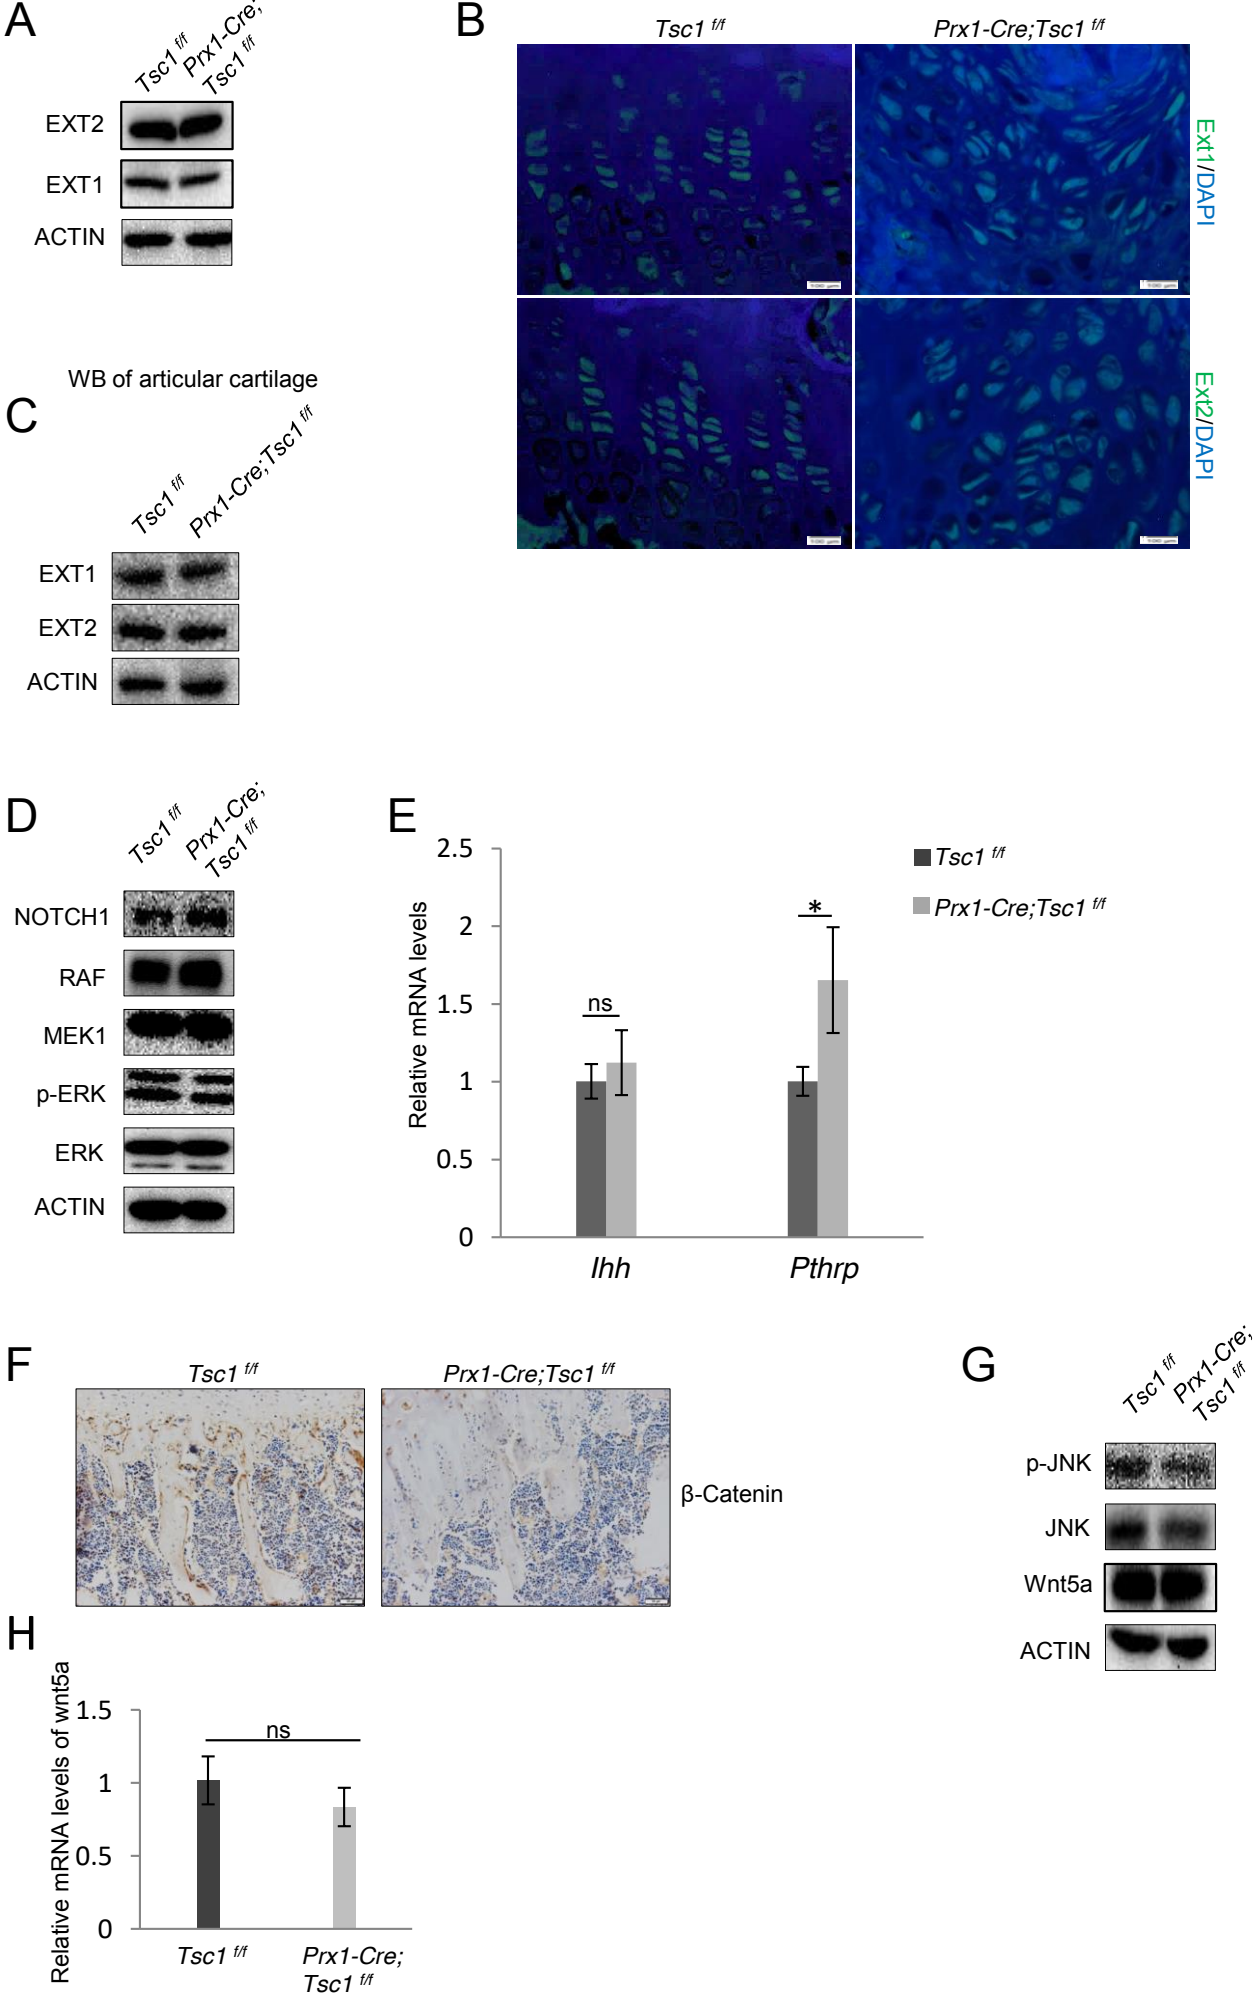 A
Tsc1 f/f
Prx1-Cre;
Tsc1 f/f
EXT2
EXT1
ACTIN
B
Tsc1 f/f
Prx1-Cre;Tsc1 f/f
Ext1/DAPI
Ext2/DAPI
WB of articular cartilage
C
Tsc1 f/f
Prx1-Cre;Tsc1 f/f
EXT1
EXT2
ACTIN
D
Tsc1 f/f
Prx1-Cre;
Tsc1 f/f
NOTCH1
RAF
MEK1
p-ERK
ERK
ACTIN
E
Relative mRNA levels
2.5
2
1.5
1
0.5
0
ns
*
Ihh
Pthrp
Tsc1 f/f
Prx1-Cre;Tsc1 f/f
F
Tsc1 f/f
Prx1-Cre;Tsc1 f/f
β-Catenin
G
Tsc1 f/f
Prx1-Cre;
Tsc1 f/f
p-JNK
JNK
Wnt5a
ACTIN
H
Relative mRNA levels of wnt5a
1.5
1
0.5
0
ns
Tsc1 f/f
Prx1-Cre;
Tsc1 f/f